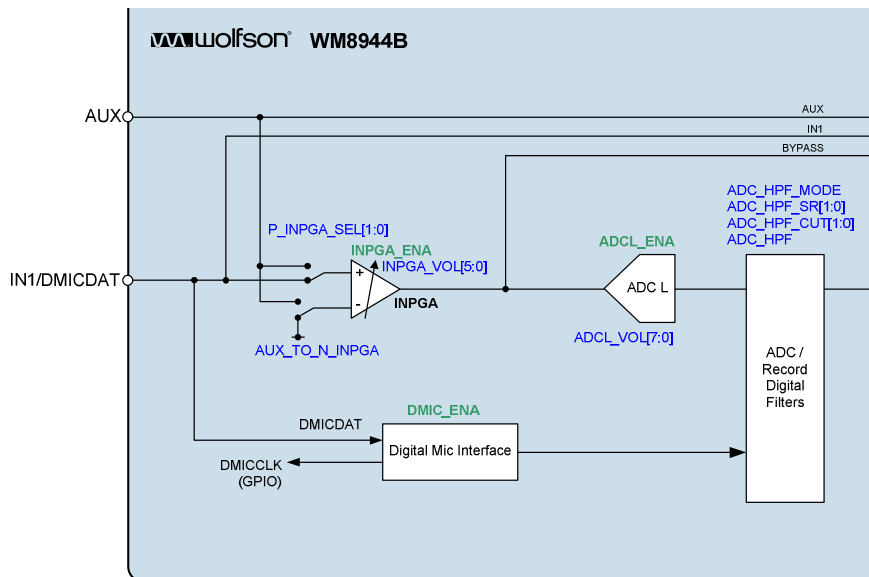 wolfson WM8944B
AUX
AUX
IN1
BYPASS
ADC_HPF_MODE
ADC_HPF_SR[1:0]
ADC_HPF_CUT[1:0]
ADC_HPF
P_INPGA_SEL[1:0]
INPGA_ENA
ADCL_ENA
INPGA_VOL[5:0]
IN1/DMICDAT
+
-
INPGA
ADC L
AUX_TO_N_INPGA
ADCL_VOL[7:0]
ADC /
Record
Digital
Filters
DMIC_ENA
DMICDAT
Digital Mic Interface
DMICCLK
(GPIO)